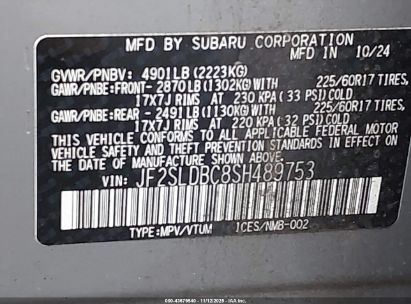 MFD BY SUBARU CORPORATION
MFD IN 10/24
GVWR/PNBV: 4901LB (2223KG)
GAWR/PNBE:FRONT- 2870LB (1302KG)WITH 225/60R17 TIRES,
17X7J RIMS AT 230 KPA (33 PSI)COLD
GAWR/PNBE:REAR - 2491LB (1130KG)WITH 225/60R17 TIRES,
17X7J RIMS AT 220 KPA (32 PSI)COLD
THIS VEHICLE CONFORMS TO ALL APPLICABLE FEDERAL MOTOR
VEHICLE SAFETY AND THEFT PREVENTION STANDARDS IN EFFECT ON
THE DATE OF MANUFACTURE SHOWN ABOVE.
VIN: JF2SLDBC8SH489753
TYPE:MPV/VTUM ICES/NMB-002